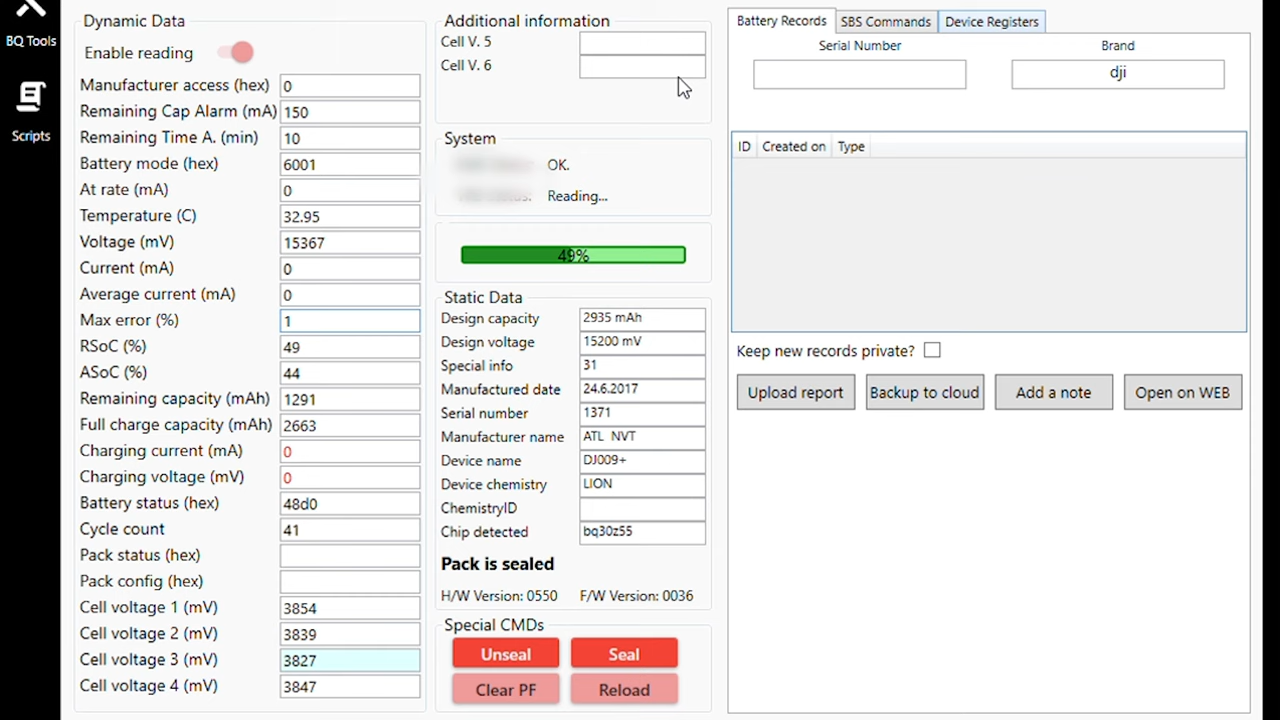 BQ Tools
Scripts
Dynamic Data
Enable reading
Manufacturer access (hex) 0
Remaining Cap Alarm (mA) 150
Remaining Time A. (min) 10
Battery mode (hex) 6001
At rate (mA) 0
Temperature (C) 32.95
Voltage (mV) 15367
Current (mA) 0
Average current (mA) 0
Max error (%) 1
RSoC (%) 49
ASoC (%) 44
Remaining capacity (mAh) 1291
Full charge capacity (mAh) 2663
Charging current (mA) 0
Charging voltage (mV) 0
Battery status (hex) 48d0
Cycle count 41
Pack status (hex)
Pack config (hex)
Cell voltage 1 (mV) 3854
Cell voltage 2 (mV) 3839
Cell voltage 3 (mV) 3827
Cell voltage 4 (mV) 3847
Additional information
Cell V. 5
Cell V. 6
System
OK.
Reading...
49%
Static Data
Design capacity 2935 mAh
Design voltage 15200 mV
Special info 31
Manufactured date 24.6.2017
Serial number 1371
Manufacturer name ATL NVT
Device name DJ009+
Device chemistry LION
ChemistryID
Chip detected bq30z55
Pack is sealed
H/W Version: 0550 F/W Version: 0036
Special CMDs
Unseal Seal
Clear PF Reload
Battery Records SBS Commands Device Registers
Serial Number Brand
dji
ID Created on Type
Keep new records private?
Upload report Backup to cloud Add a note Open on WEB